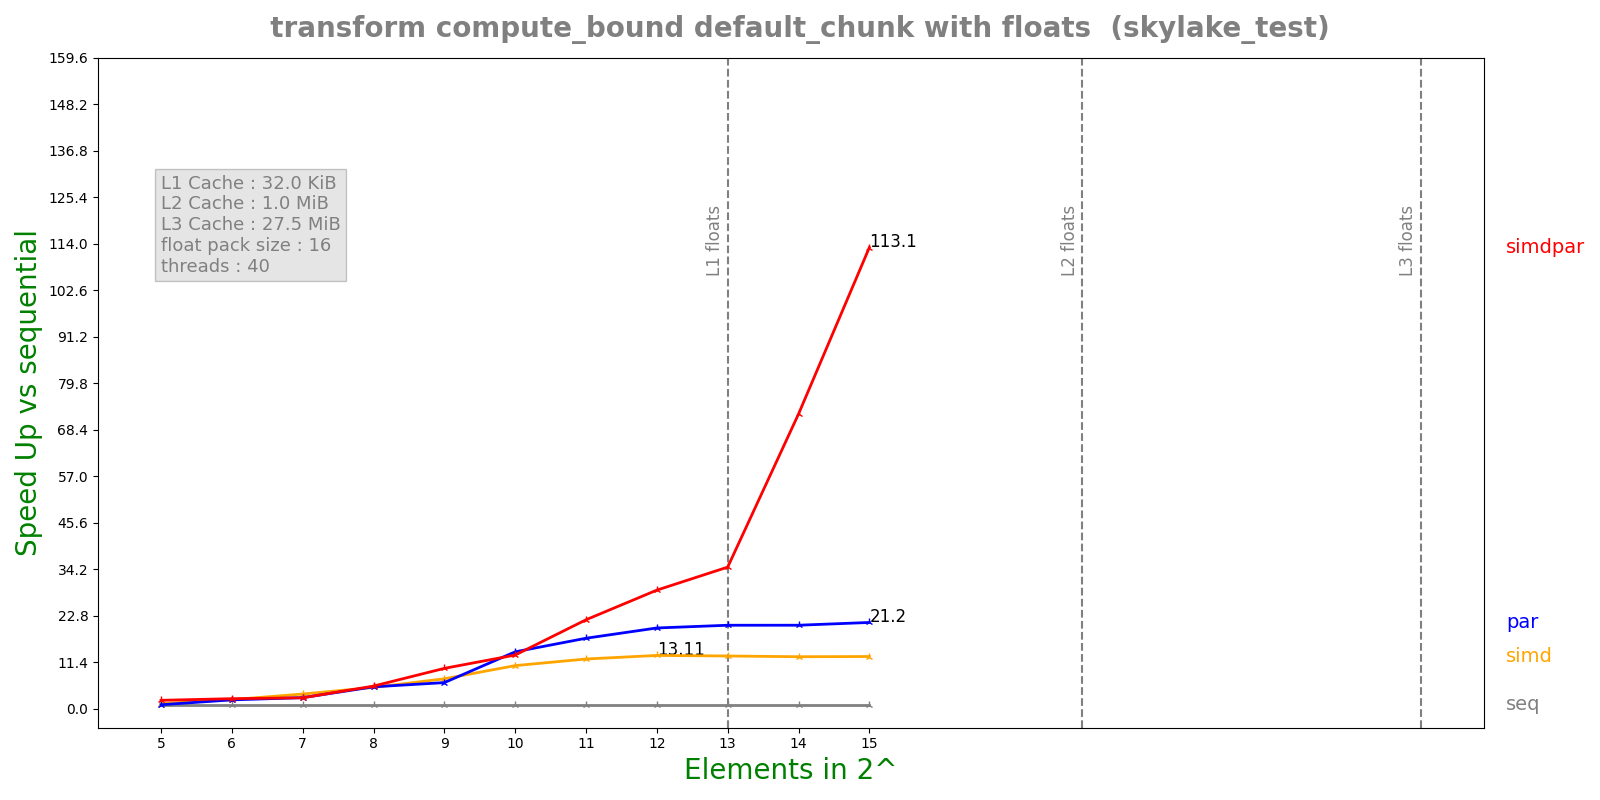 transform compute_bound default_chunk with floats (skylake_test)
159.6
148.2
136.8
125.4
114.0
102.6
91.2
79.8
68.4
57.0
45.6
34.2
22.8
11.4
0.0
Speed Up vs sequential
L1 Cache : 32.0 KiB
L2 Cache : 1.0 MiB
L3 Cache : 27.5 MiB
float pack size : 16
threads : 40
L1 floats
L2 floats
L3 floats
113.1
21.2
13.11
simdpar
par
simd
seq
5 6 7 8 9 10 11 12 13 14 15
Elements in 2^